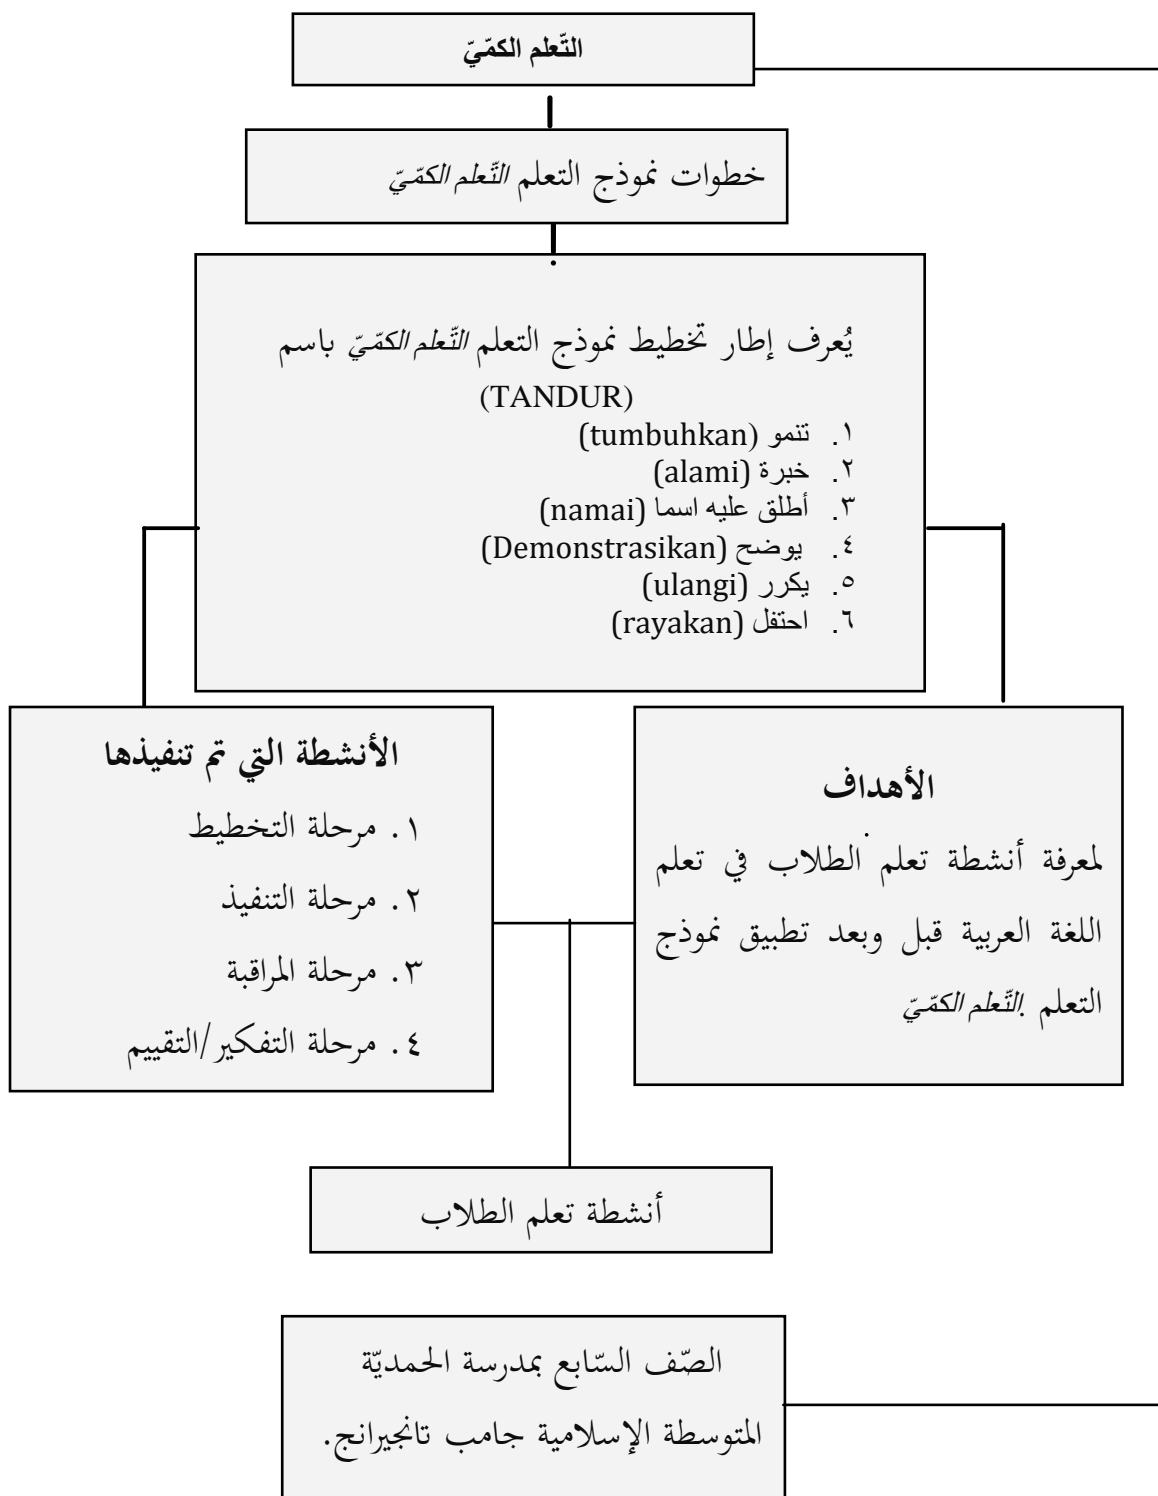 التّعلم الكمّيّ
خطوات نموذج التعلم التّعلم الكمّيّ
يُعرف إطار تخطيط نموذج التعلم التّعلم الكمّيّ باسم
(TANDUR)
١. تنمو (tumbuhkan)
٢. خبرة (alami)
٣. أطلق عليه اسما (namai)
٤. يوضح (Demonstrasikan)
٥. يكرر (ulangi)
٦. احتفل (rayakan)
الأهداف
لمعرفة أنشطة تعلم الطلاب في تعلم
اللغة العربية قبل وبعد تطبيق نموذج
التعلم .التّعلم الكمّيّ
الأنشطة التي تم تنفيذها
١. مرحلة التخطيط
٢. مرحلة التنفيذ
٣. مرحلة المراقبة
٤. مرحلة التفكير/التقييم
أنشطة تعلم الطلاب
الصّف السّابع بمدرسة الحمديّة
المتوسطة الإسلامية جامب تانجيرانج.